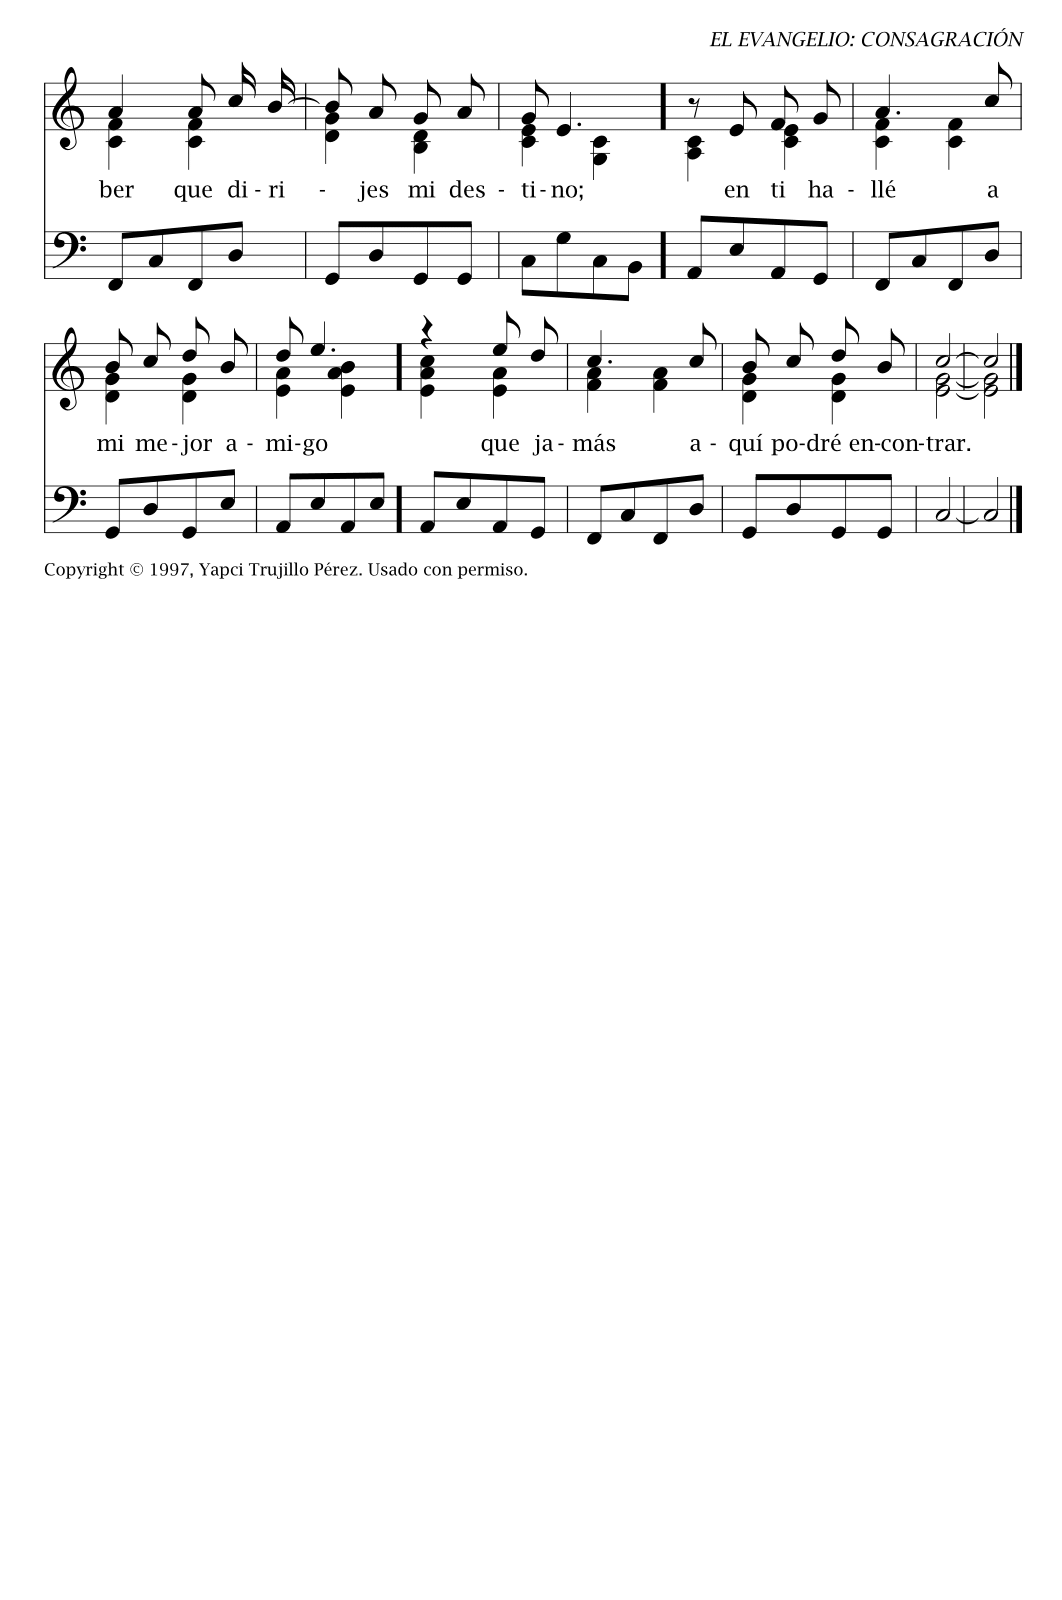 EL EVANGELIO: CONSAGRACIÓN
ber que di - ri - jes mi des - ti - no; en ti ha - llé a
mi me - jor a - mi - go que ja - más a - quí po - dré en - con - trar.
Copyright © 1997, Yapci Trujillo Pérez. Usado con permiso.